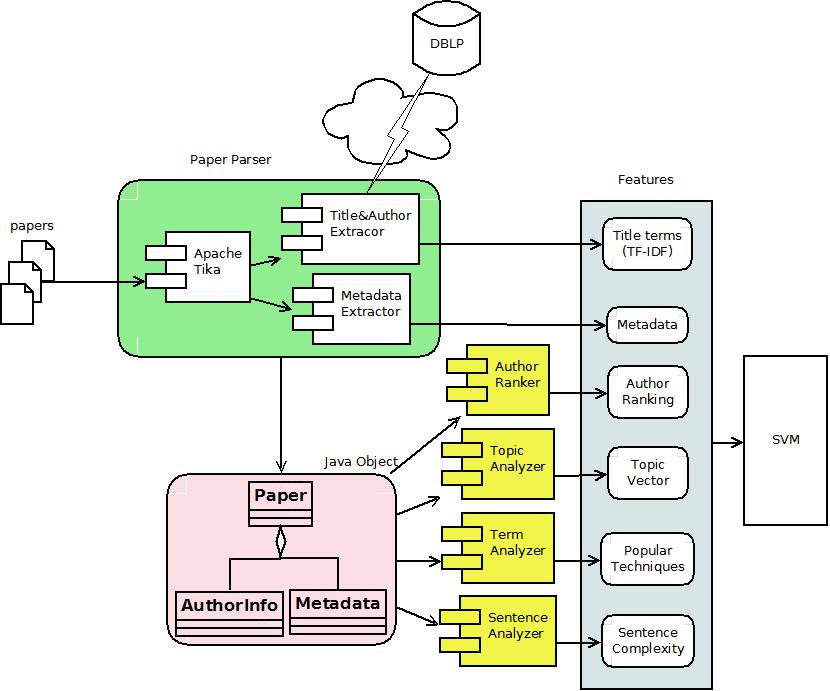 DBLP
Paper Parser
Features
papers
Title&Author
Extracor
Apache
Tika
Metadata
Extractor
Title terms
(TF-IDF)
Metadata
Author
Ranker
Author
Ranking
SVM
Java Object
Topic
Analyzer
Topic
Vector
Paper
Term
Analyzer
Popular
Techniques
AuthorInfo
Metadata
Sentence
Analyzer
Sentence
Complexity